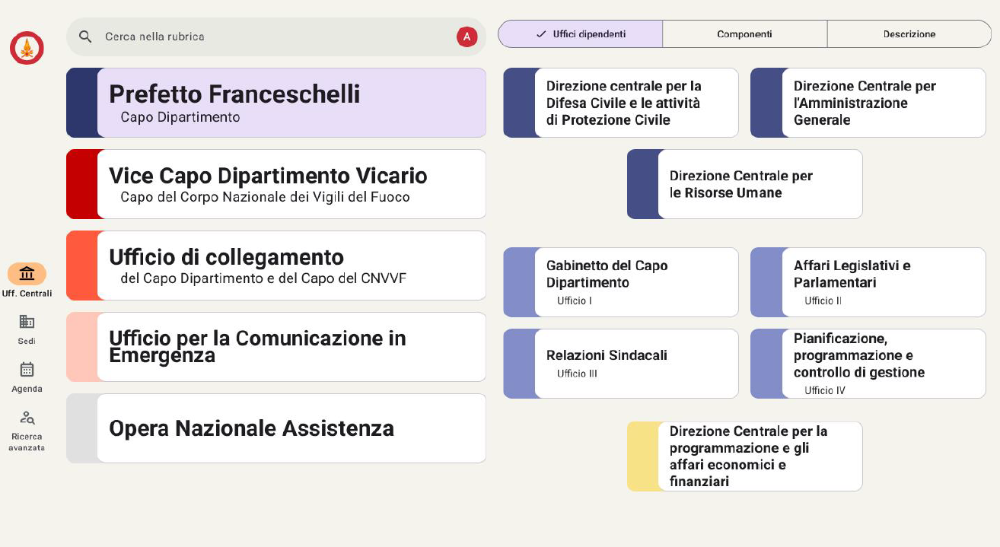 Cerca nella rubrica
A
Uffici dipendenti
Componenti
Descrizione
Prefetto Franceschelli
Capo Dipartimento
Vice Capo Dipartimento Vicario
Capo del Corpo Nazionale dei Vigili del Fuoco
Ufficio di collegamento
del Capo Dipartimento e del Capo del CNVVF
Ufficio per la Comunicazione in
Emergenza
Opera Nazionale Assistenza
Uff. Centrali
Sedi
Agenda
Ricerca
avanzata
Direzione centrale per la
Difesa Civile e le attività
di Protezione Civile
Direzione Centrale per
l'Amministrazione
Generale
Direzione Centrale per
le Risorse Umane
Gabinetto del Capo
Dipartimento
Ufficio I
Affari Legislativi e
Parlamentari
Ufficio II
Relazioni Sindacali
Ufficio III
Pianificazione,
programmazione e
controllo di gestione
Ufficio IV
Direzione Centrale per la
programmazione e gli
affari economici e
finanziari